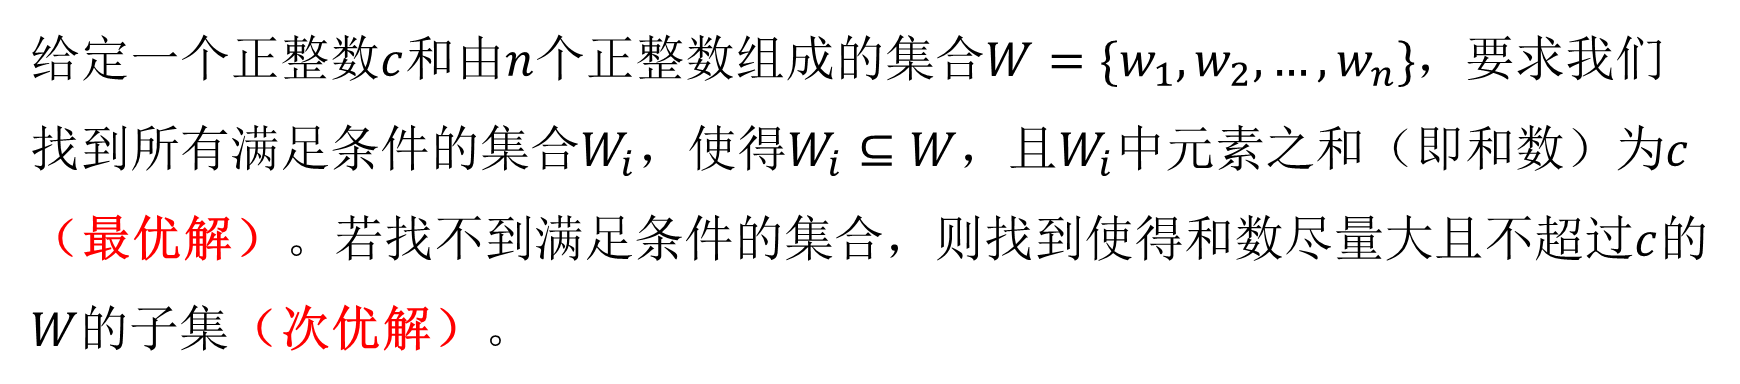 给定一个正整数c和由n个正整数组成的集合W = {w₁, w₂, … , wₙ}，要求我们
找到所有满足条件的集合Wᵢ，使得Wᵢ ⊆ W，且Wᵢ中元素之和（即和数）为c
（最优解）。若找不到满足条件的集合，则找到使得和数尽量大且不超过c的
W的子集（次优解）。